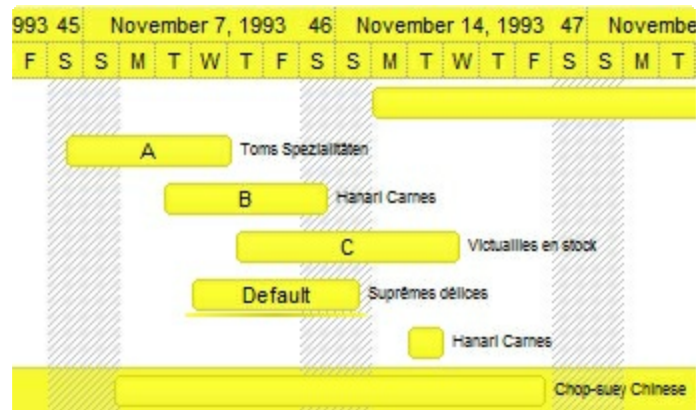 993 45 November 7, 1993 46 November 14, 1993 47 Novembe
F S S M T W T F S S M T W T F S S M T
A Toms Spezialitäten
B Hanari Carnes
C Victuailles en stock
Default Suprêmes délices
Hanari Carnes
Chop-suey Chinese